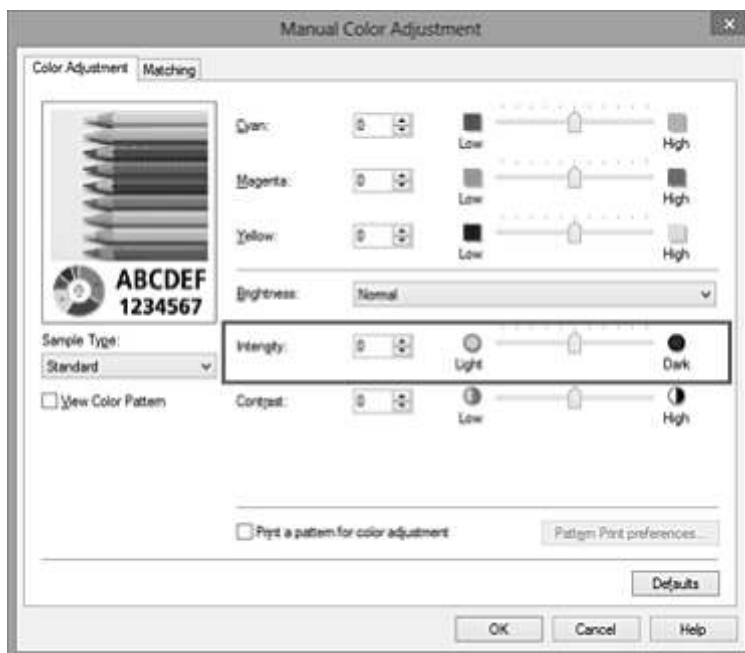 Manual Color Adjustment
x
Color Adjustment Matching
Cyan: 0 Low High
Magenta: 0 Low High
Yellow: 0 Low High
ABCDEF
1234567
Brightness: Normal
Sample Type:
Standard
Intensity: 0 Light Dark
View Color Pattern
Contrast: 0 Low High
Print a pattern for color adjustment Pattern Print preferences...
Defaults
OK Cancel Help